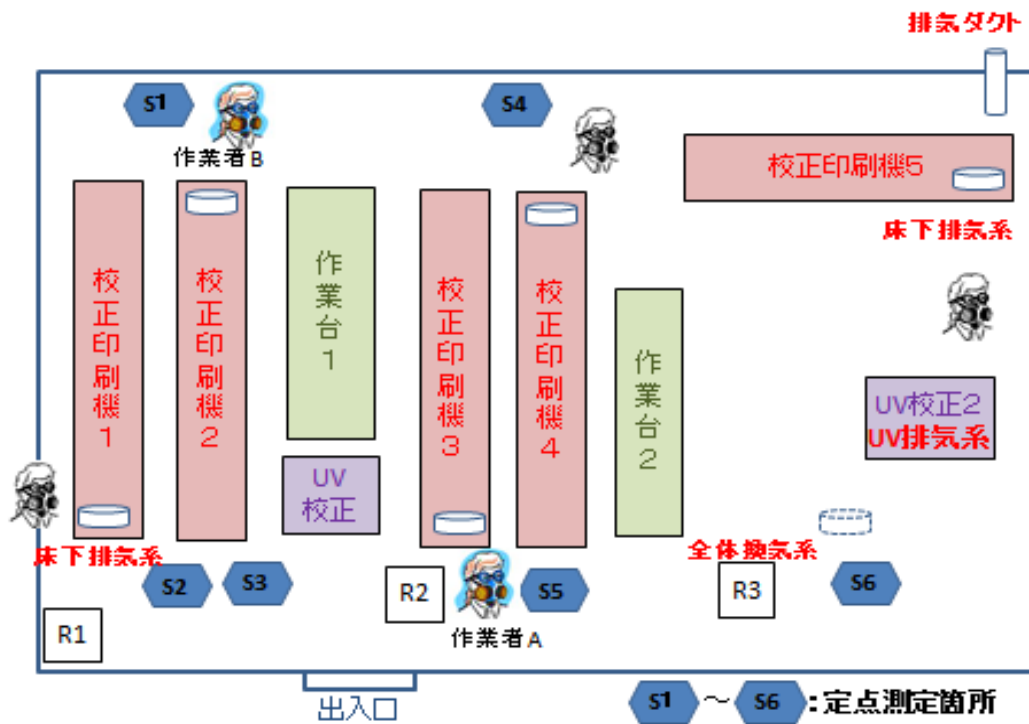 排気ダクト
S1
S4
作業者B
校正印刷機5
床下排気系
校正印刷機1
校正印刷機2
作業台1
校正印刷機3
校正印刷機4
作業台2
UV校正2
UV排気系
UV
校正
床下排気系
全体換気系
S2
S3
R2
S5
R3
S6
R1
作業者A
出入口
S1～S6:定点測定箇所